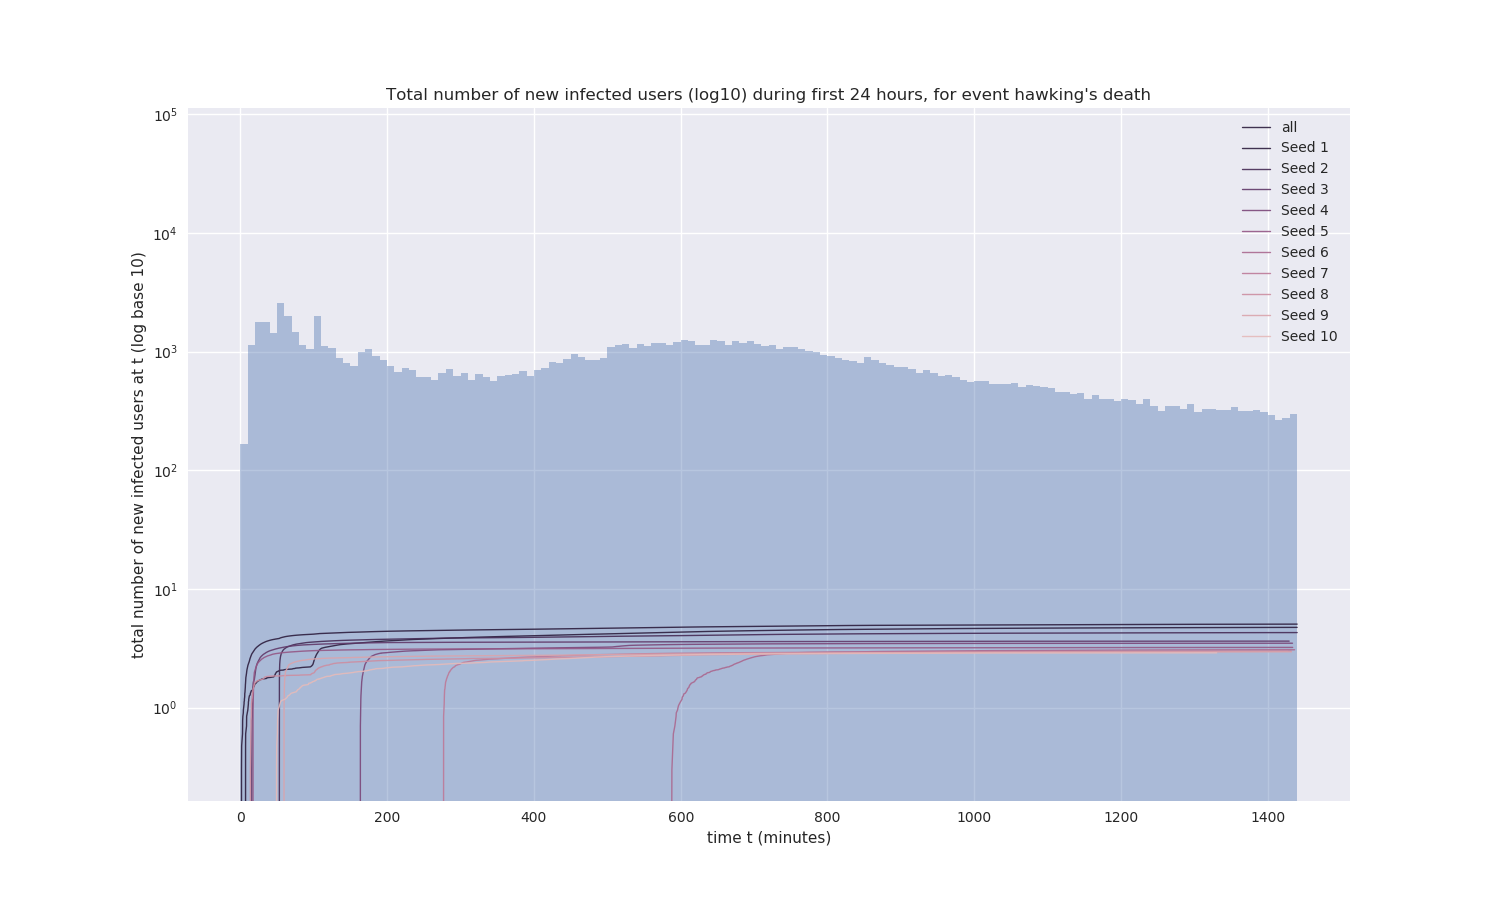 Total number of new infected users (log10) during first 24 hours, for event hawking's death
total number of new infected users at t (log base 10)
10^5
10^4
10^3
10^2
10^1
10^0
all
Seed 1
Seed 2
Seed 3
Seed 4
Seed 5
Seed 6
Seed 7
Seed 8
Seed 9
Seed 10
0 200 400 600 800 1000 1200 1400
time t (minutes)